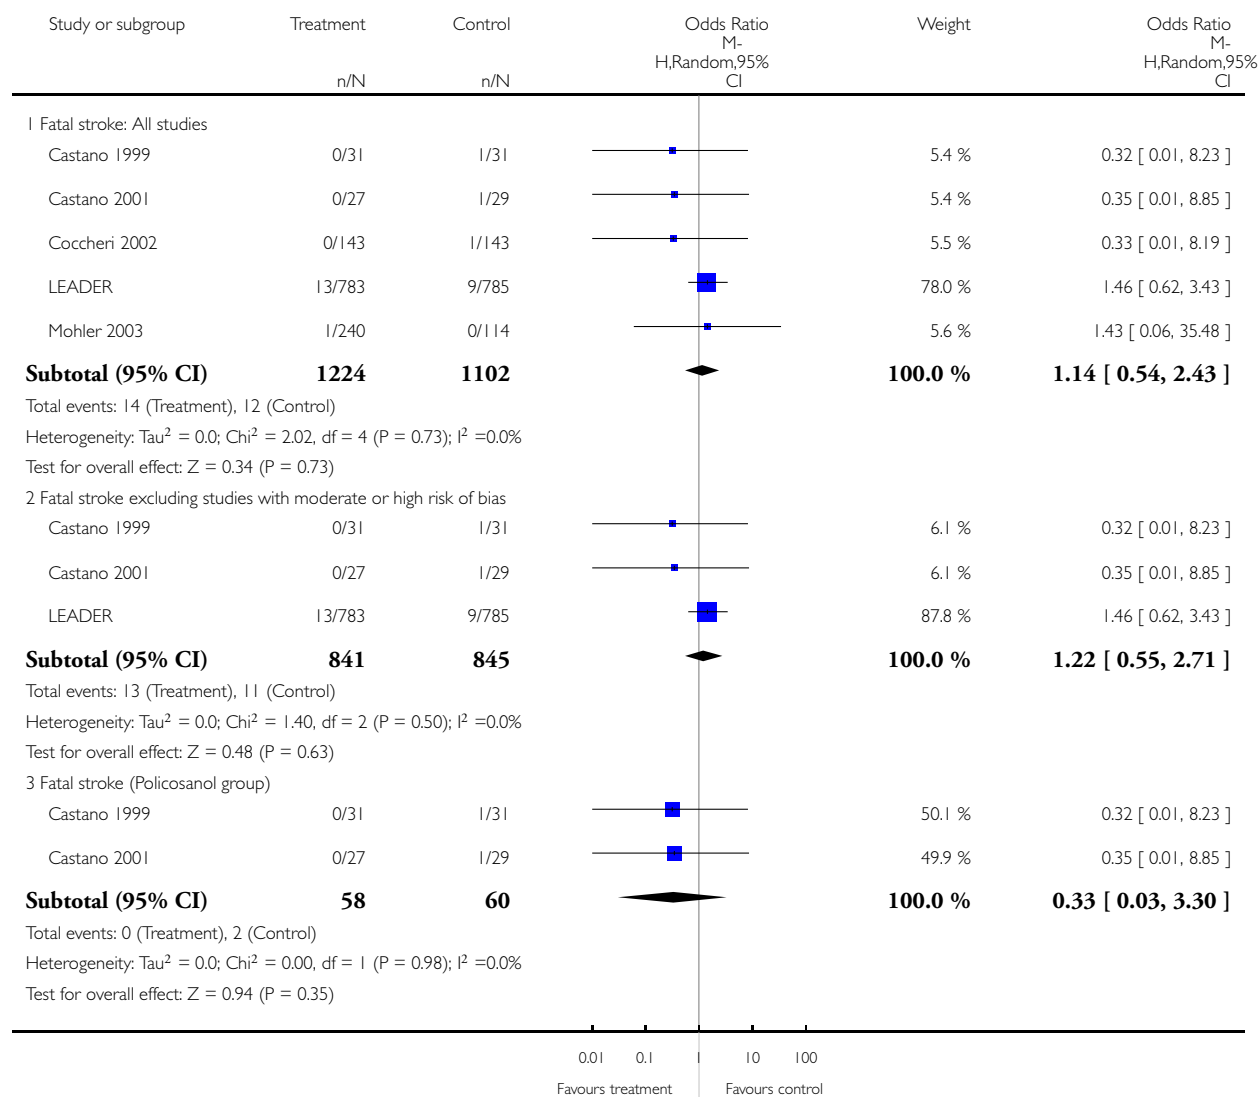 Study or subgroup Treatment Control Odds Ratio Weight Odds Ratio
M- M-
H,Random,95% H,Random,95%
n/N n/N CI CI
1 Fatal stroke: All studies
Castano 1999 0/31 1/31 5.4 % 0.32 [ 0.01, 8.23 ]
Castano 2001 0/27 1/29 5.4 % 0.35 [ 0.01, 8.85 ]
Coccheri 2002 0/143 1/143 5.5 % 0.33 [ 0.01, 8.19 ]
LEADER 13/783 9/785 78.0 % 1.46 [ 0.62, 3.43 ]
Mohler 2003 1/240 0/114 5.6 % 1.43 [ 0.06, 35.48 ]
Subtotal (95% CI) 1224 1102 100.0 % 1.14 [ 0.54, 2.43 ]
Total events: 14 (Treatment), 12 (Control)
Heterogeneity: Tau² = 0.0; Chi² = 2.02, df = 4 (P = 0.73); I² =0.0%
Test for overall effect: Z = 0.34 (P = 0.73)
2 Fatal stroke excluding studies with moderate or high risk of bias
Castano 1999 0/31 1/31 6.1 % 0.32 [ 0.01, 8.23 ]
Castano 2001 0/27 1/29 6.1 % 0.35 [ 0.01, 8.85 ]
LEADER 13/783 9/785 87.8 % 1.46 [ 0.62, 3.43 ]
Subtotal (95% CI) 841 845 100.0 % 1.22 [ 0.55, 2.71 ]
Total events: 13 (Treatment), 11 (Control)
Heterogeneity: Tau² = 0.0; Chi² = 1.40, df = 2 (P = 0.50); I² =0.0%
Test for overall effect: Z = 0.48 (P = 0.63)
3 Fatal stroke (Policosanol group)
Castano 1999 0/31 1/31 50.1 % 0.32 [ 0.01, 8.23 ]
Castano 2001 0/27 1/29 49.9 % 0.35 [ 0.01, 8.85 ]
Subtotal (95% CI) 58 60 100.0 % 0.33 [ 0.03, 3.30 ]
Total events: 0 (Treatment), 2 (Control)
Heterogeneity: Tau² = 0.0; Chi² = 0.00, df = 1 (P = 0.98); I² =0.0%
Test for overall effect: Z = 0.94 (P = 0.35)
0.01 0.1 1 10 100
Favours treatment Favours control